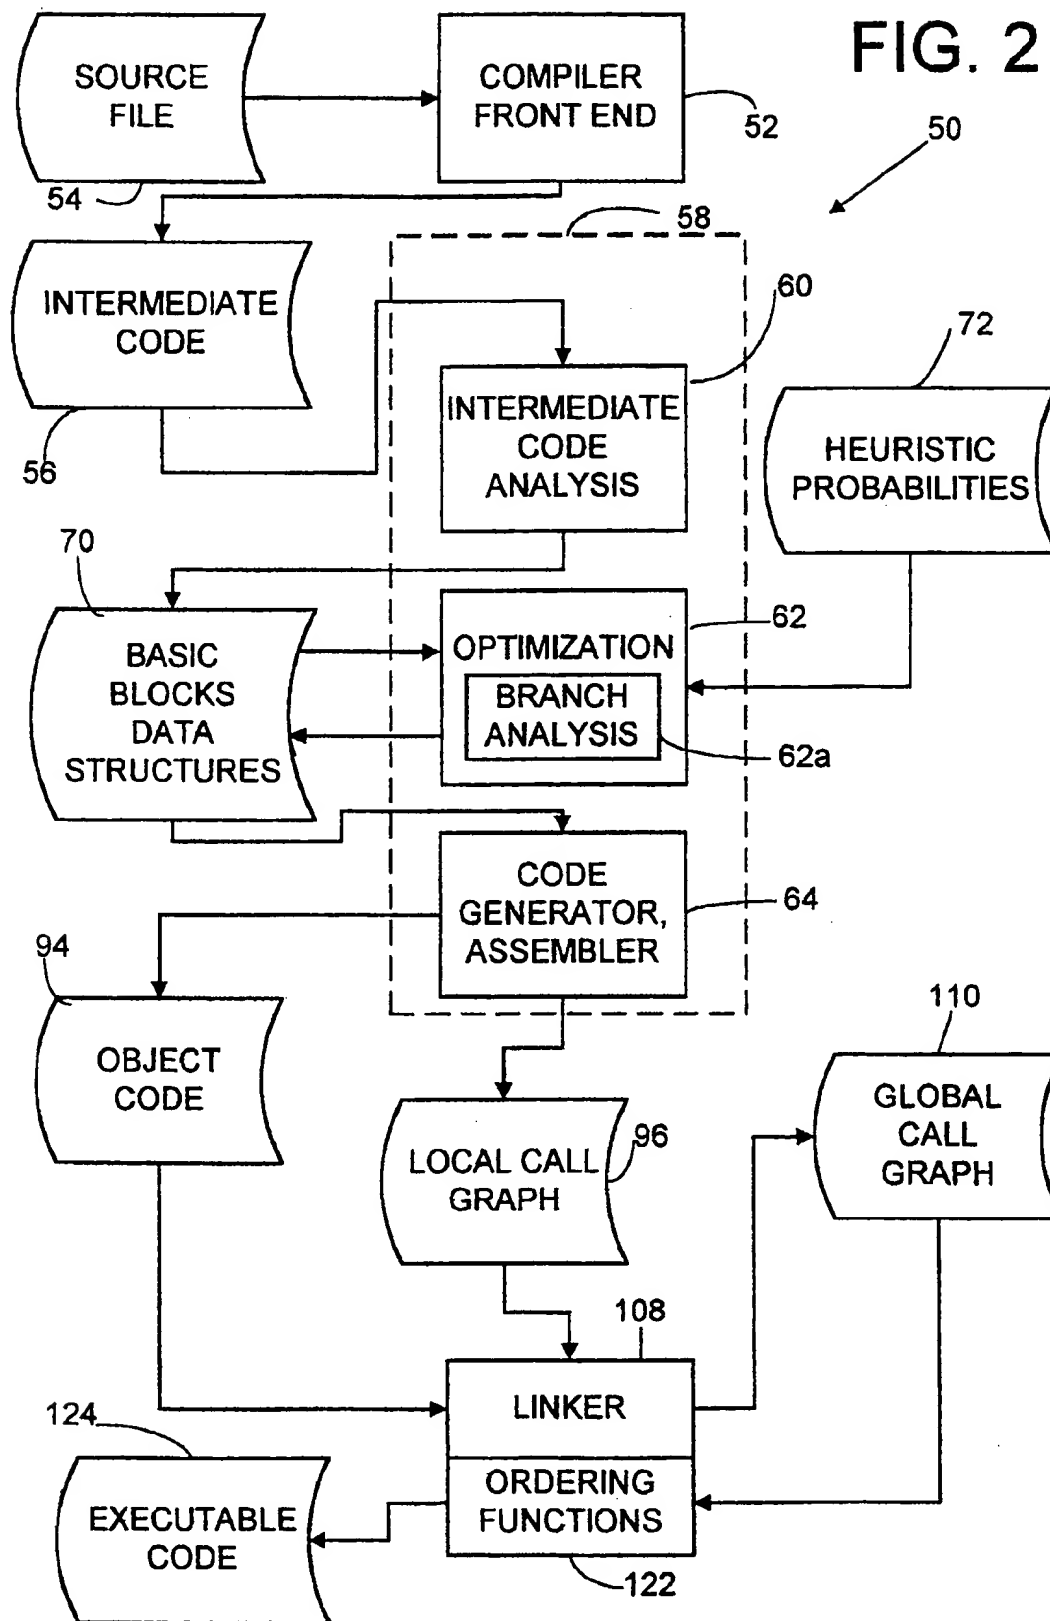 FIG. 2
SOURCE
FILE
COMPILER
FRONT END
52
50
54
58
INTERMEDIATE
CODE
60
72
56
INTERMEDIATE
CODE
ANALYSIS
HEURISTIC
PROBABILITIES
70
62
BASIC
BLOCKS
DATA
STRUCTURES
OPTIMIZATION
BRANCH
ANALYSIS
62a
CODE
GENERATOR,
ASSEMBLER
64
94
110
OBJECT
CODE
GLOBAL
CALL
GRAPH
96
LOCAL CALL
GRAPH
108
LINKER
124
ORDERING
FUNCTIONS
EXECUTABLE
CODE
122